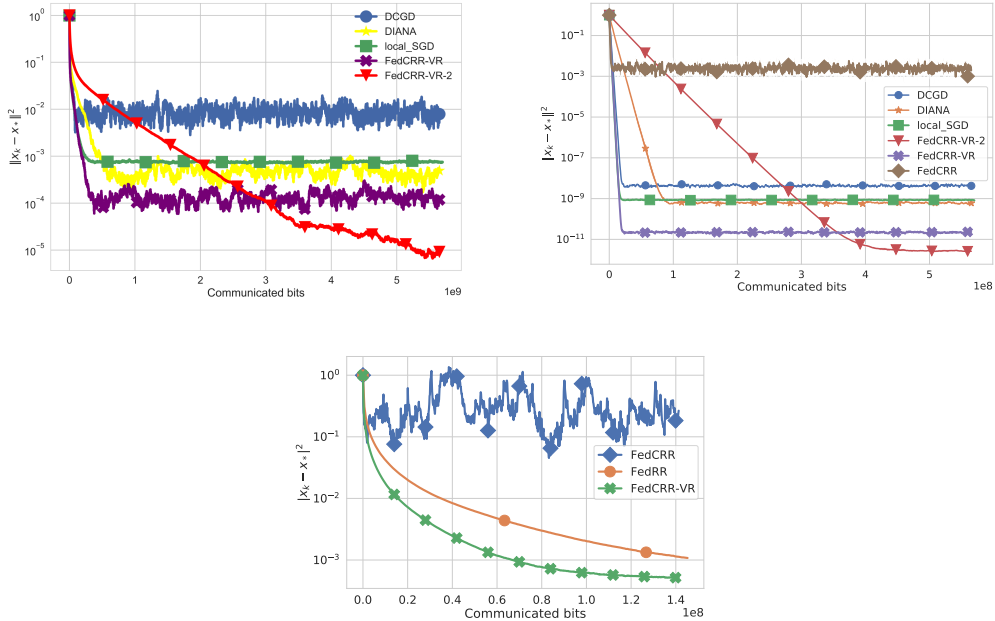 10^0
10^-1
10^-2
10^-3
10^-4
10^-5
||x_k − x_*||^2
0 1 2 3 4 5
1e9
Communicated bits
DCGD
DIANA
local_SGD
FedCRR-VR
FedCRR-VR-2
10^-1
10^-3
10^-5
10^-7
10^-9
10^-11
|x_k − x_*||^2
0 1 2 3 4 5
1e8
Communicated bits
DCGD
DIANA
local_SGD
FedCRR-VR-2
FedCRR-VR
FedCRR
10^0
10^-1
10^-2
10^-3
|x_k − x_*|^2
0.0 0.2 0.4 0.6 0.8 1.0 1.2 1.4
1e8
Communicated bits
FedCRR
FedRR
FedCRR-VR